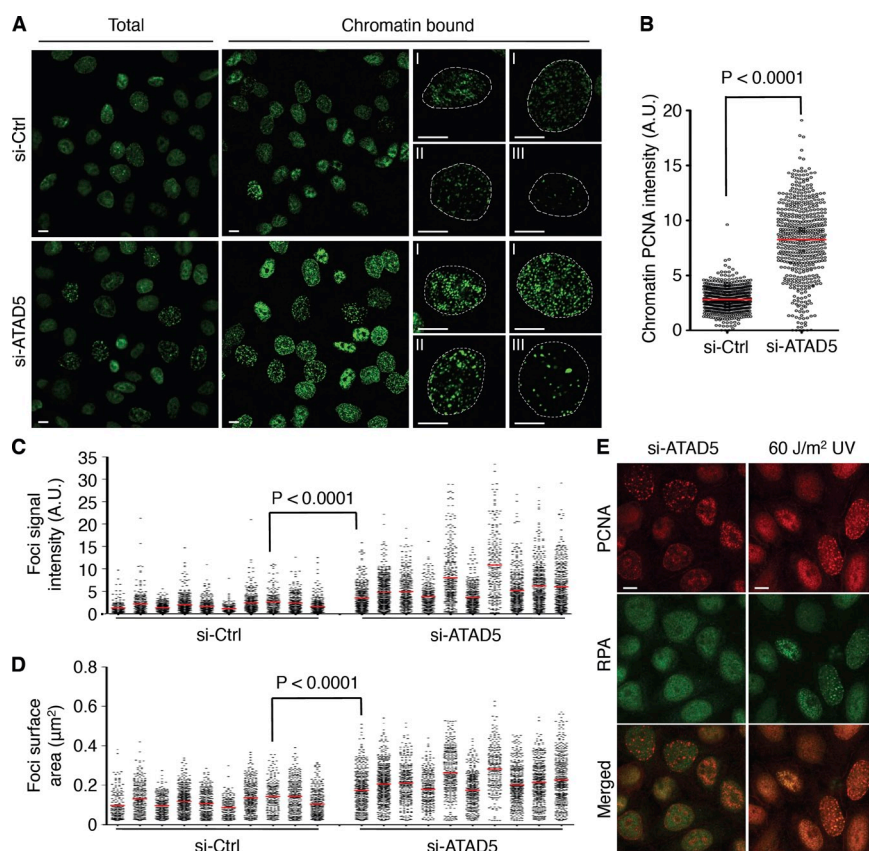 A
Total
Chromatin bound
si-Ctrl
I
I
II
III
si-ATAD5
I
I
II
III
B
P < 0.0001
Chromatin PCNA intensity (A.U.)
20
15
10
5
0
si-Ctrl
si-ATAD5
C
Foci signal
intensity (A.U.)
35
30
25
20
15
10
5
0
P < 0.0001
si-Ctrl
si-ATAD5
D
Foci surface
area (µm²)
0.8
0.6
0.4
0.2
0
P < 0.0001
si-Ctrl
si-ATAD5
E
si-ATAD5
60 J/m² UV
PCNA
RPA
Merged